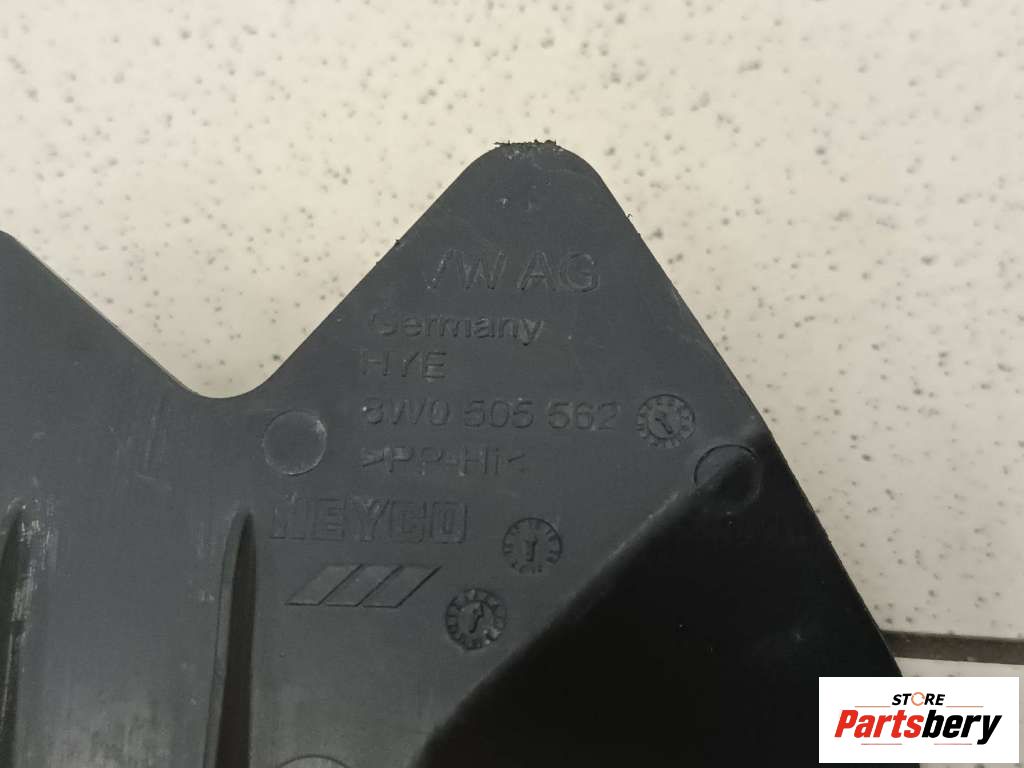 VW AG
Germany
HYE
3W0 505 562
>PP-HI<
HEYCO
STORE
Partsbery